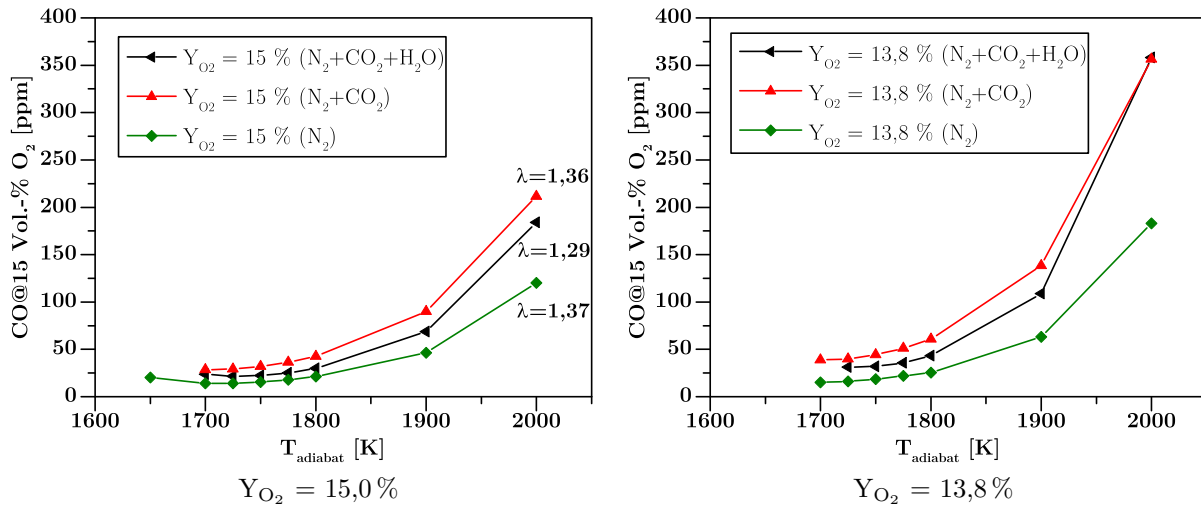 400
350
300
250
200
150
100
50
0
CO@15 Vol.-% O₂ [ppm]
Y_O2 = 15 % (N₂+CO₂+H₂O)
Y_O2 = 15 % (N₂+CO₂)
Y_O2 = 15 % (N₂)
λ=1,36
λ=1,29
λ=1,37
1600 1700 1800 1900 2000
T_adiabat [K]
Y_O₂ = 15,0 %
400
350
300
250
200
150
100
50
0
CO@15 Vol.-% O₂ [ppm]
Y_O2 = 13,8 % (N₂+CO₂+H₂O)
Y_O2 = 13,8 % (N₂+CO₂)
Y_O2 = 13,8 % (N₂)
1600 1700 1800 1900 2000
T_adiabat [K]
Y_O₂ = 13,8 %